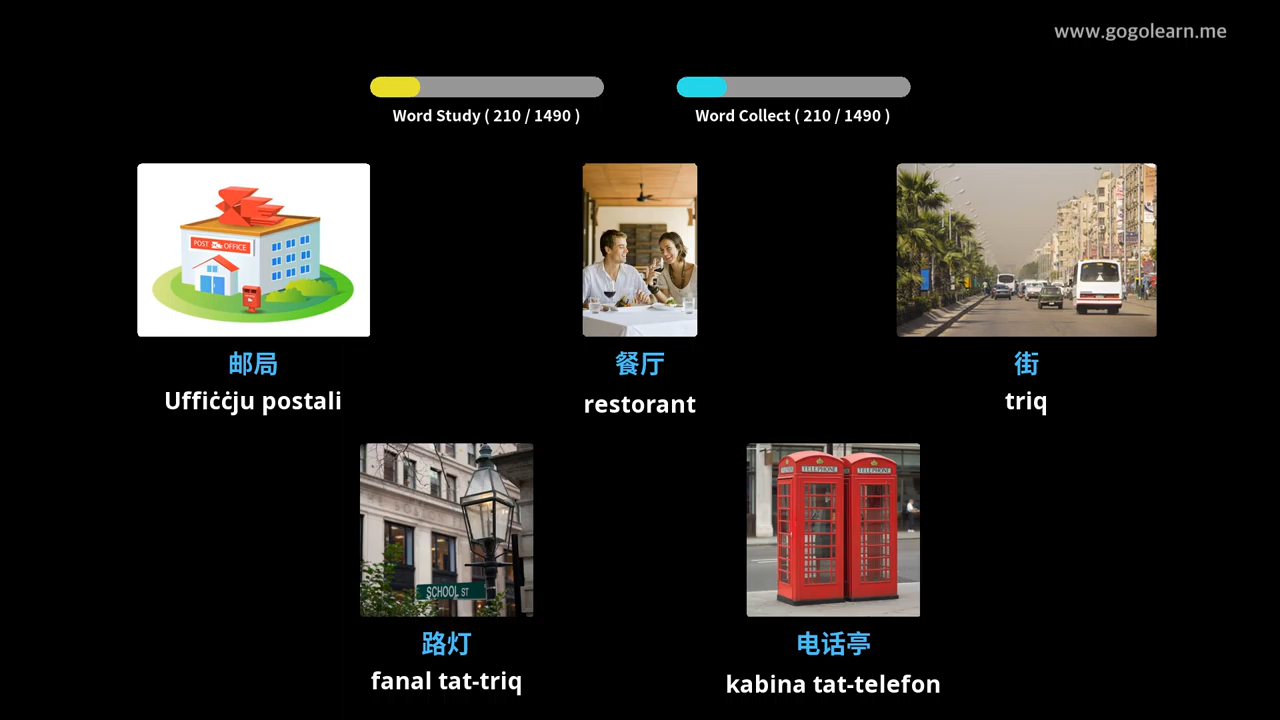 www.gogolearn.me
Word Study ( 210 / 1490 )
Word Collect ( 210 / 1490 )
POST OFFICE
TELEPHONE
TELEPHONE
邮局
餐厅
街
Uffiċċju postali
restorant
triq
SCHOOL ST
路灯
电话亭
fanal tat-triq
kabina tat-telefon